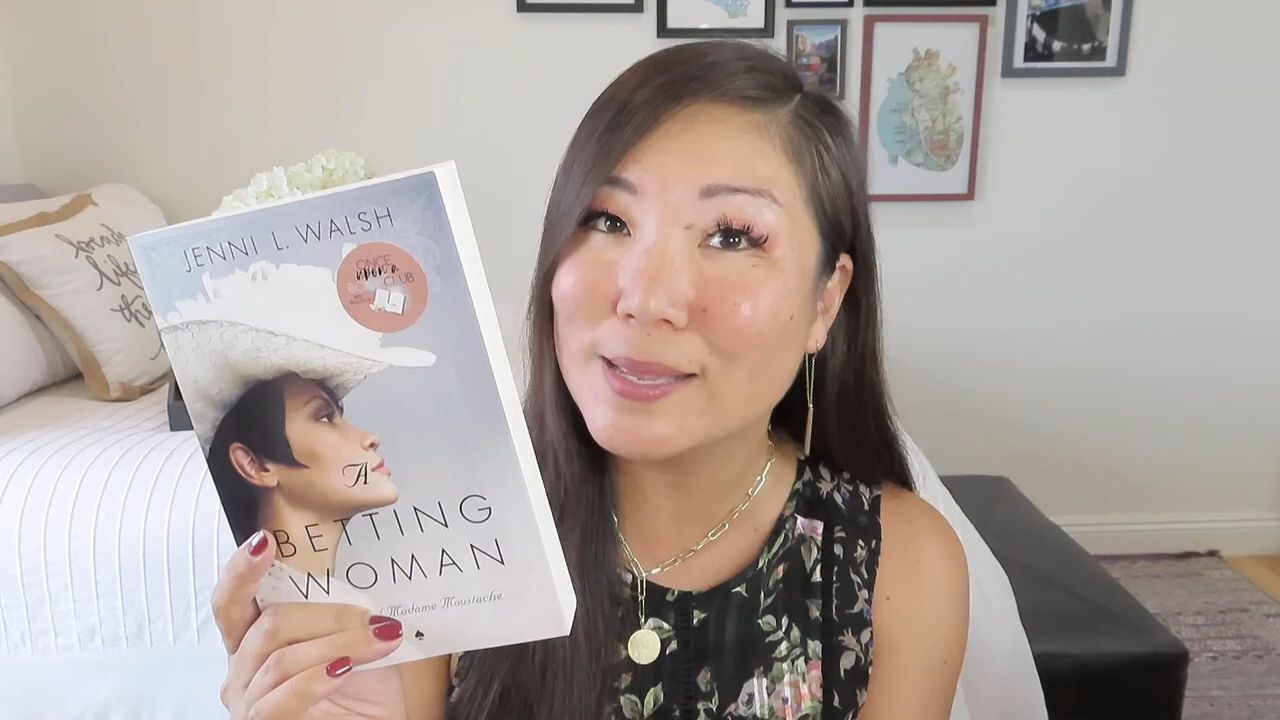 JENNI L. WALSH
ONCE
upon a
CLUB
A
BETTING
WOMAN
Madame Moustache